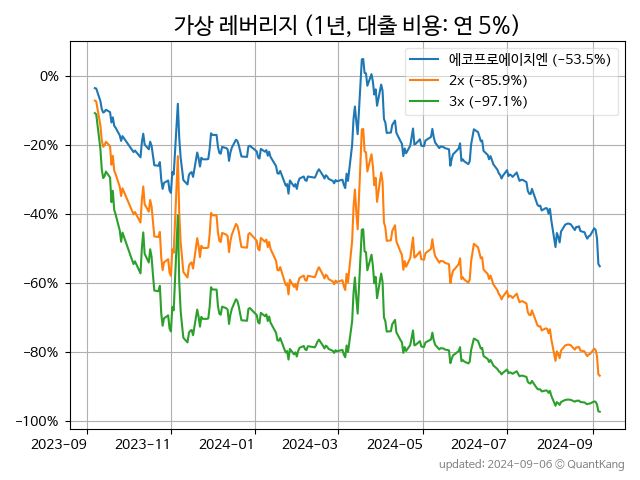 가상 레버리지 (1년, 대출 비용: 연 5%)
에코프로에이치엔 (−53.5%)
2x (−85.9%)
3x (−97.1%)
0%
−20%
−40%
−60%
−80%
−100%
2023-09 2023-11 2024-01 2024-03 2024-05 2024-07 2024-09
updated: 2024-09-06 © QuantKang